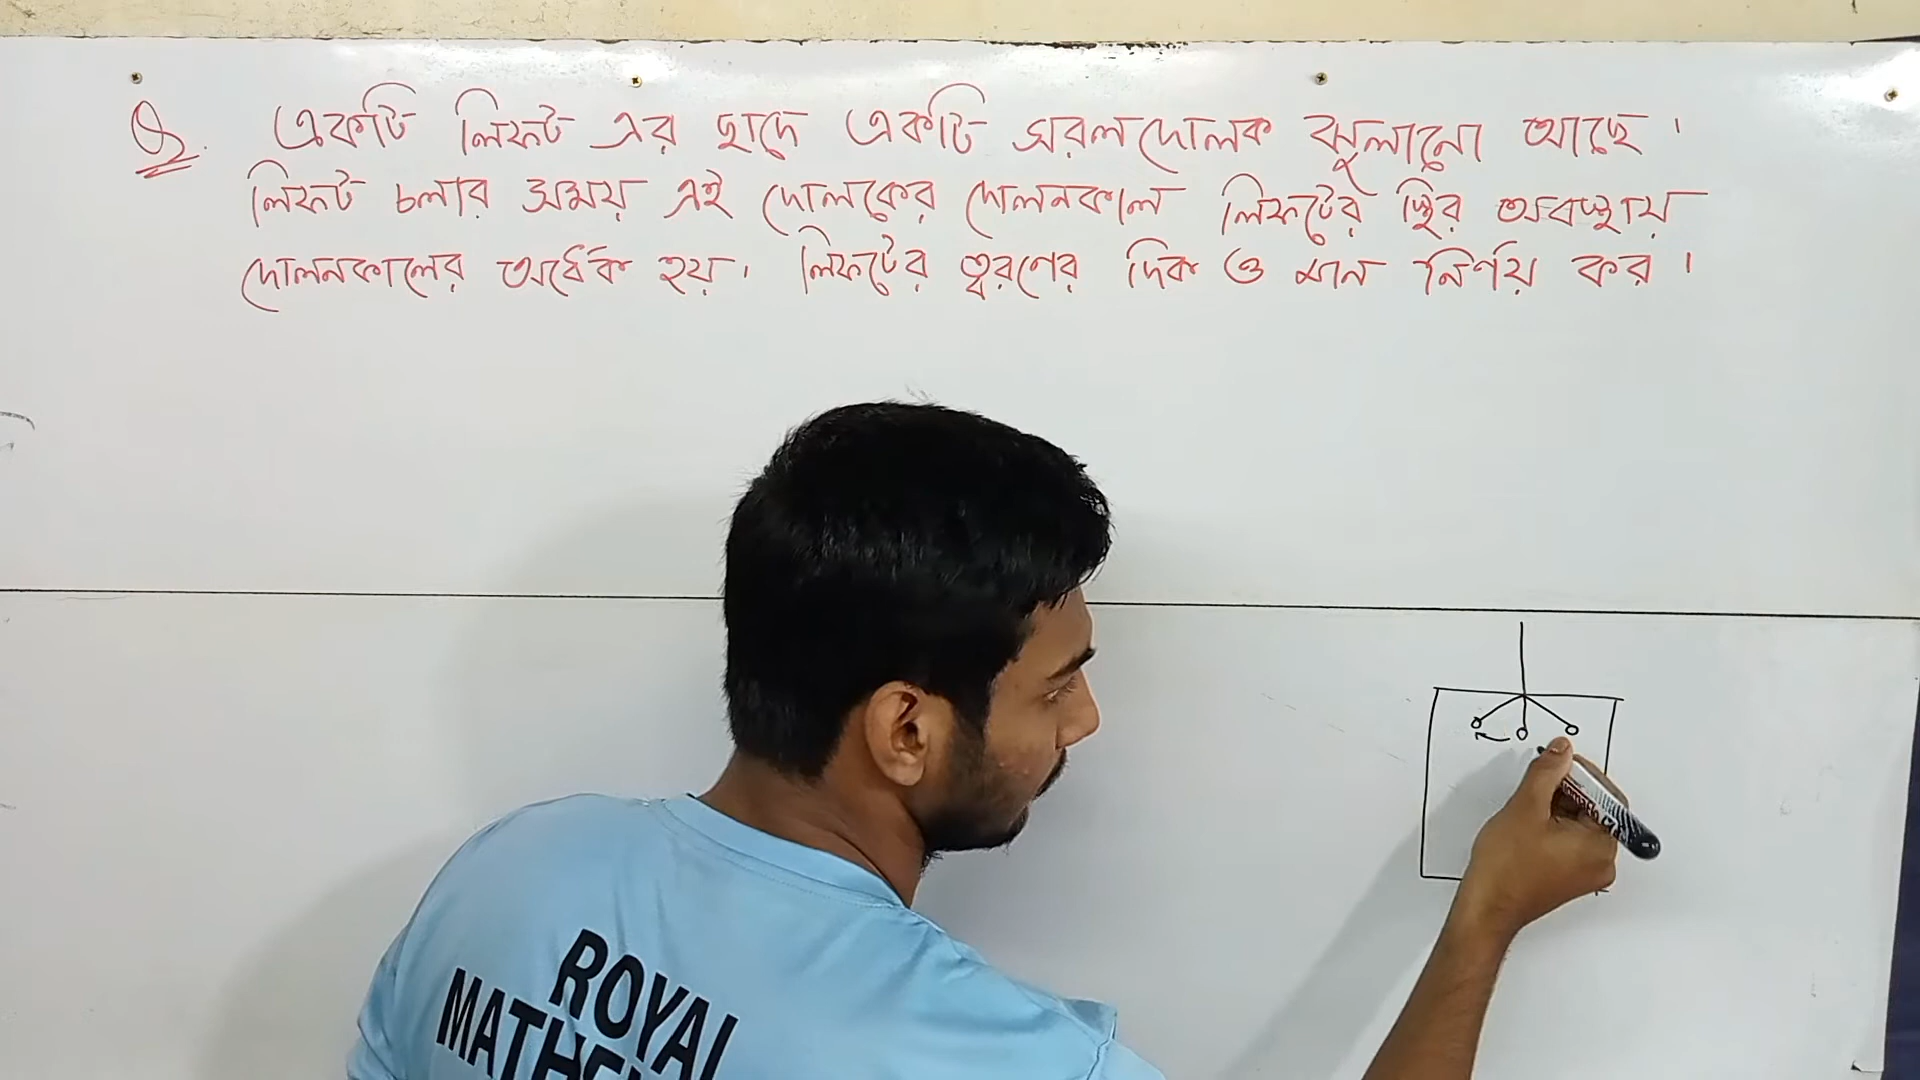 Q. একটি লিফট এর ছাদে একটি সরলদোলক ঝুলানো আছে।
লিফট চলার সময় এই দোলকের দোলনকাল লিফটের স্থির অবস্থায়
দোলনকালের অর্ধেক হয়। লিফটের ত্বরণের দিক ও মান নির্ণয় কর।
ROYAL